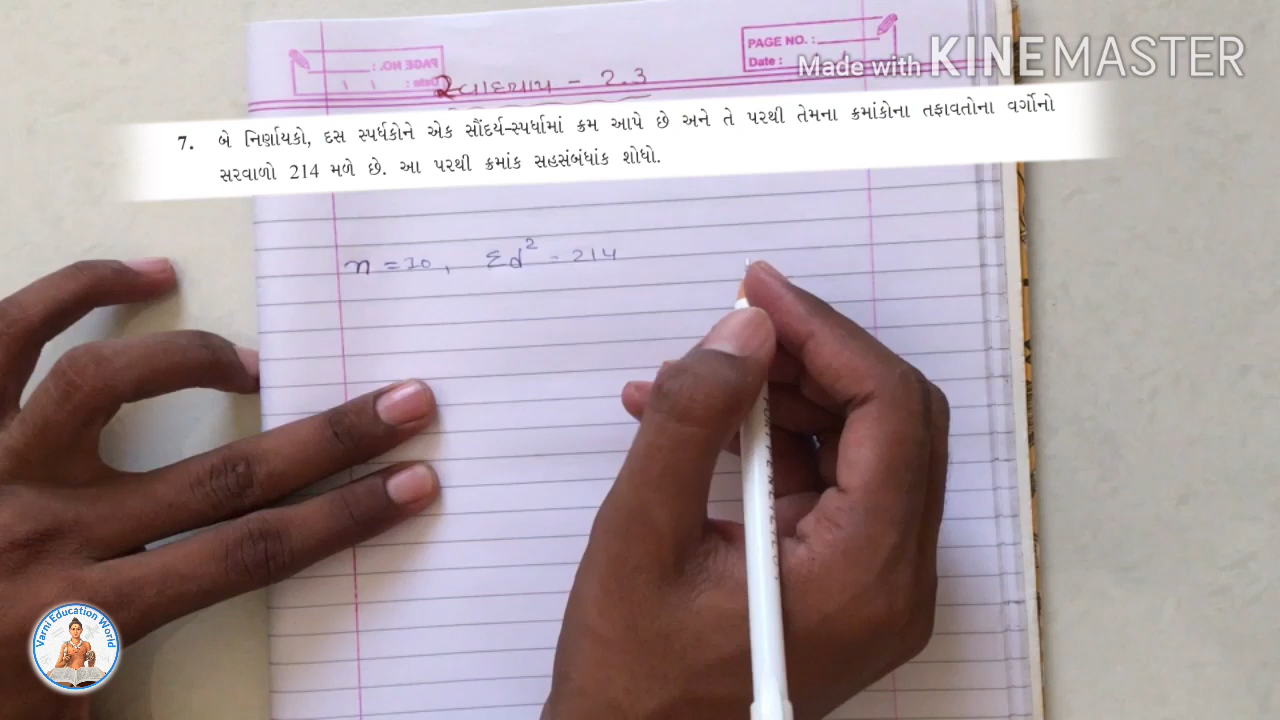 PAGE NO. :
Date :
Made with KINEMASTER
સ્વાધ્યાય - 2.3
7. બે નિર્ણાયકો, દસ સ્પર્ધકોને એક સૌંદર્ય-સ્પર્ધામાં ક્રમ આપે છે અને તે પરથી તેમના ક્રમાંકોના તફાવતોના વર્ગોનો
સરવાળો 214 મળે છે. આ પરથી ક્રમાંક સહસંબંધાંક શોધો.
n = 10, Σd² = 214
Varni Education World